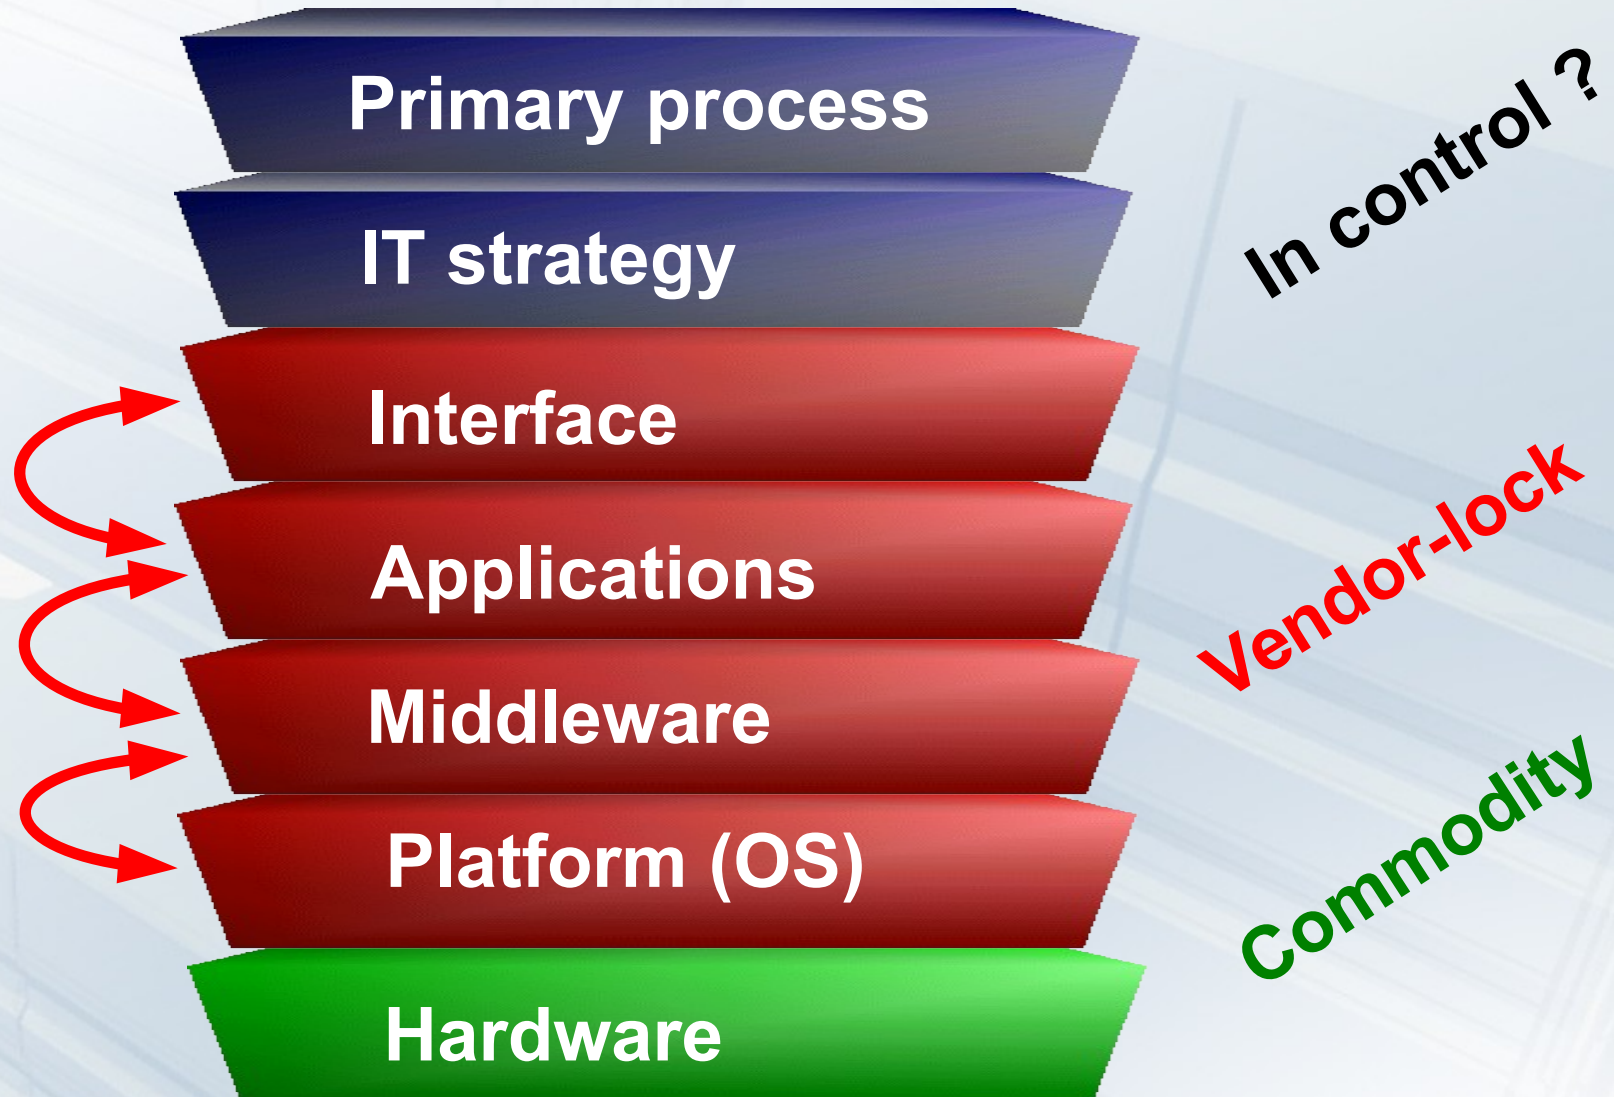 Primary process
In control ?
IT strategy
Interface
Applications
Vendor-lock
Middleware
Platform (OS)
Commodity
Hardware